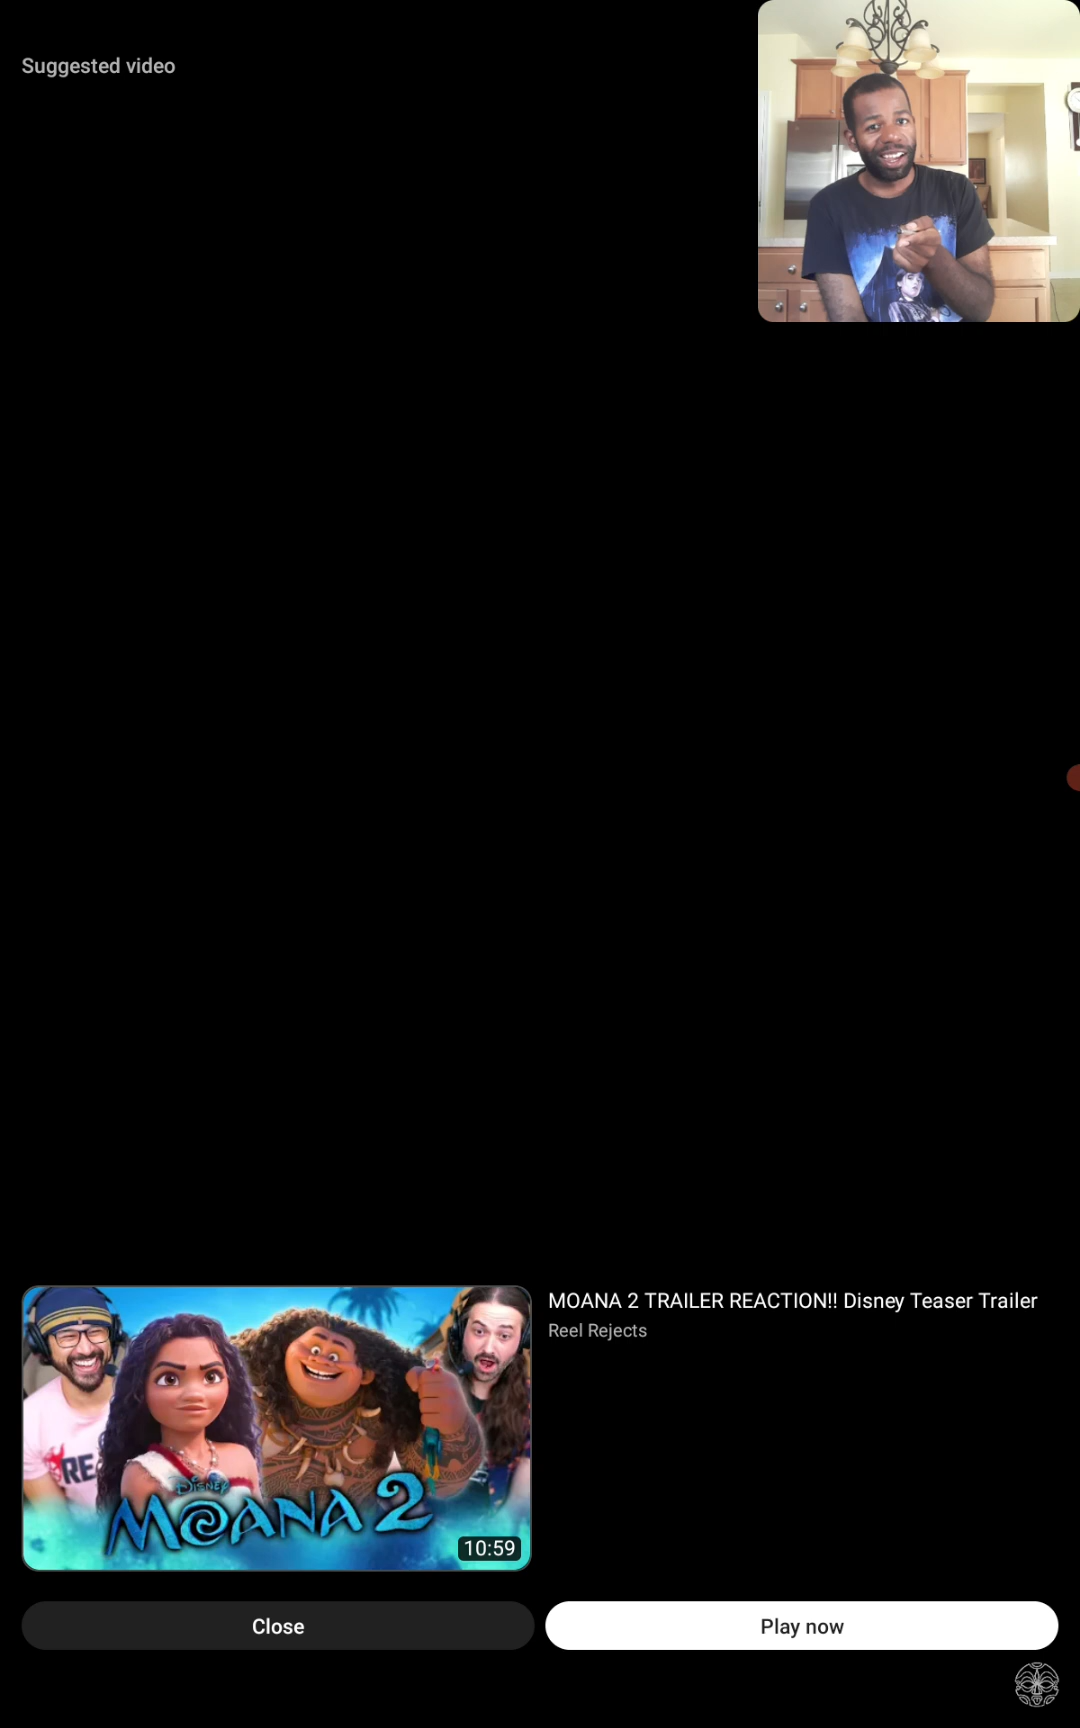 Suggested video
MOANA 2 TRAILER REACTION!! Disney Teaser Trailer
Reel Rejects
RE
DISNEY
MOANA 2
10:59
Close
Play now